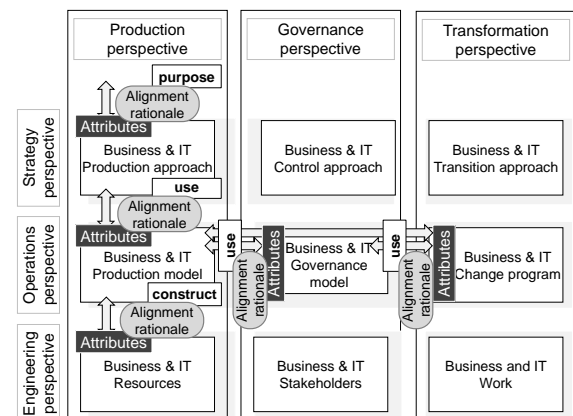 Production
perspective
Governance
perspective
Transformation
perspective
purpose
Alignment
rationale
Attributes
Strategy
perspective
Business & IT
Production approach
Business & IT
Control approach
Business & IT
Transition approach
use
Alignment
rationale
Attributes
Operations
perspective
Business & IT
Production model
use
Attributes
Alignment
rationale
Business & IT
Governance
model
use
Attributes
Alignment
rationale
Business & IT
Change program
construct
Alignment
rationale
Attributes
Engineering
perspective
Business & IT
Resources
Business & IT
Stakeholders
Business and IT
Work